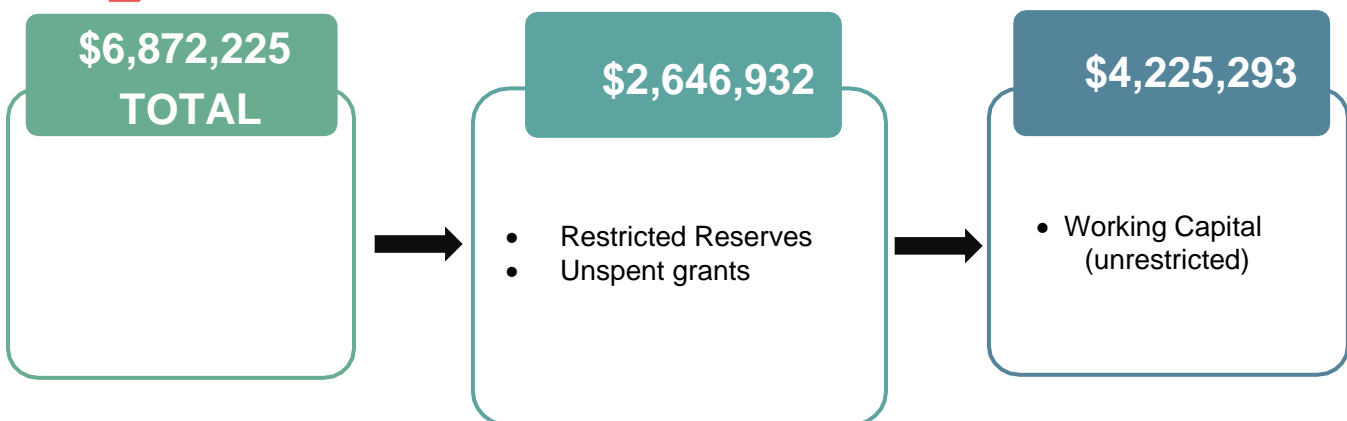 $6,872,225
TOTAL
$2,646,932
• Restricted Reserves
• Unspent grants
$4,225,293
• Working Capital
(unrestricted)